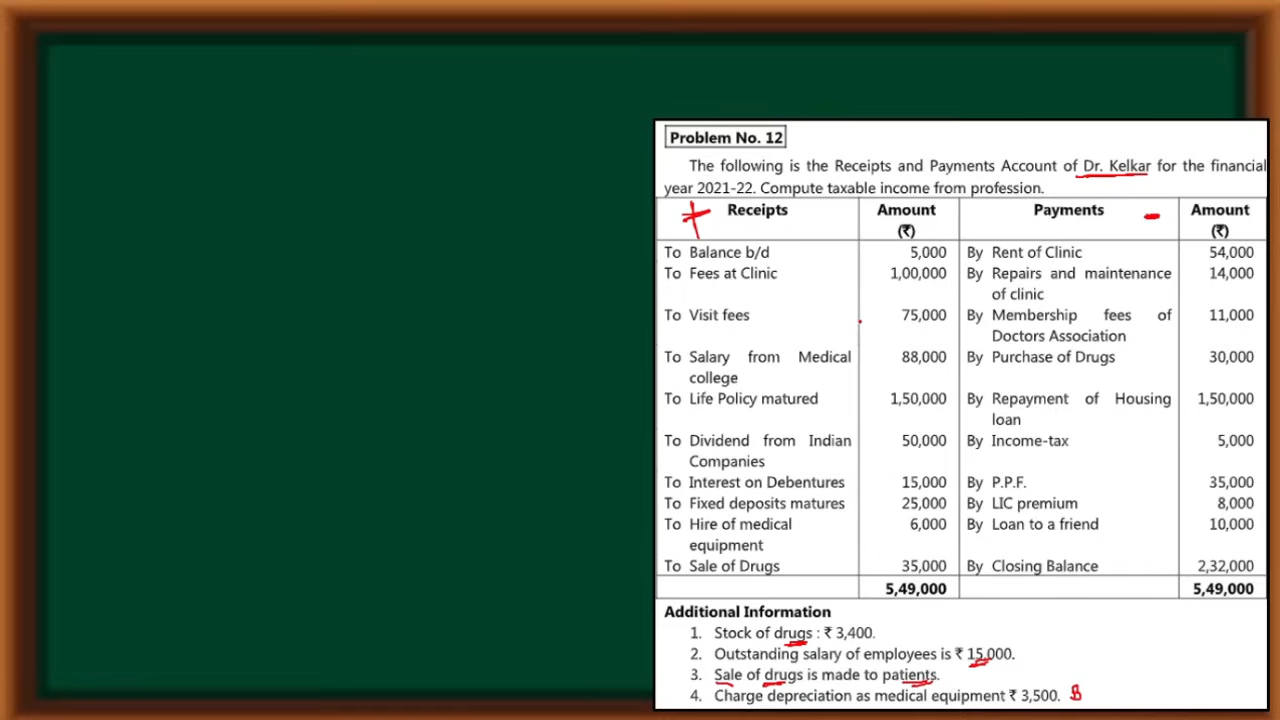 Problem No. 12
The following is the Receipts and Payments Account of Dr. Kelkar for the financial
year 2021-22. Compute taxable income from profession.
Receipts Amount Payments Amount
(₹) (₹)
To Balance b/d 5,000 By Rent of Clinic 54,000
To Fees at Clinic 1,00,000 By Repairs and maintenance 14,000
of clinic
To Visit fees 75,000 By Membership fees of 11,000
Doctors Association
To Salary from Medical 88,000 By Purchase of Drugs 30,000
college
To Life Policy matured 1,50,000 By Repayment of Housing 1,50,000
loan
To Dividend from Indian 50,000 By Income-tax 5,000
Companies
To Interest on Debentures 15,000 By P.P.F. 35,000
To Fixed deposits matures 25,000 By LIC premium 8,000
To Hire of medical 6,000 By Loan to a friend 10,000
equipment
To Sale of Drugs 35,000 By Closing Balance 2,32,000
5,49,000 5,49,000
Additional Information
1. Stock of drugs : ₹ 3,400.
2. Outstanding salary of employees is ₹ 15,000.
3. Sale of drugs is made to patients.
4. Charge depreciation as medical equipment ₹ 3,500.